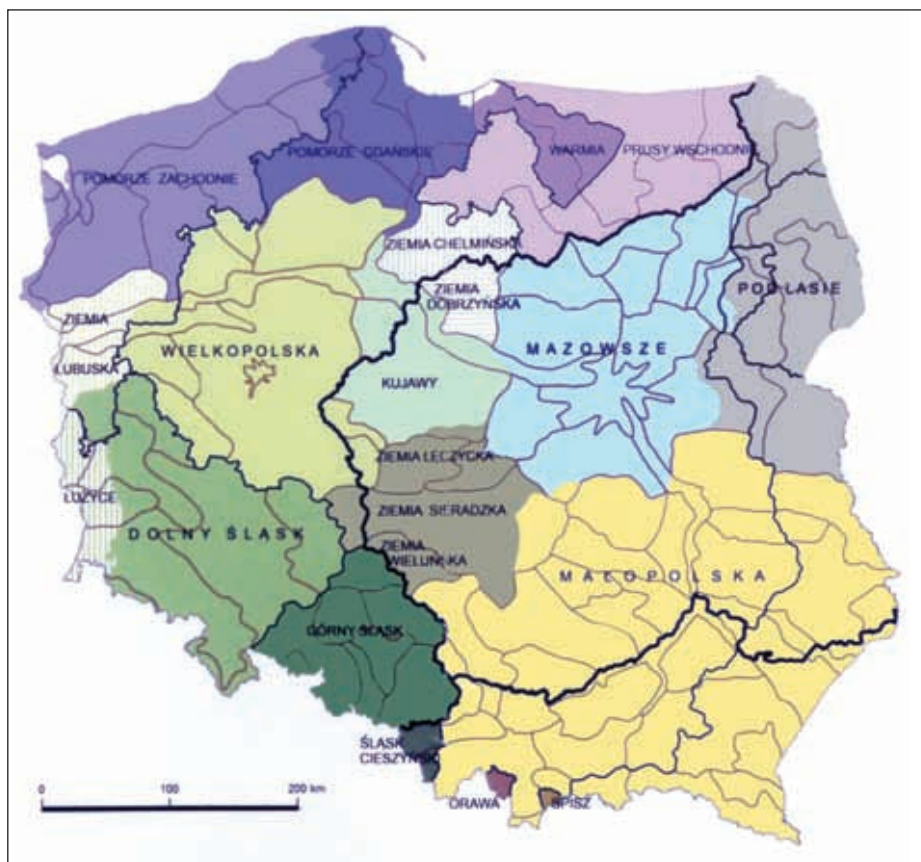 POMORZE GDAŃSKIE
WARMIA
PRUSY WSCHODNIE
POMORZE ZACHODNIE
ZIEMIA CHEŁMIŃSKA
ZIEMIA
DOBRZYŃSKA
PODLASIE
ZIEMIA
LUBUSKA
WIELKOPOLSKA
MAZOWSZE
KUJAWY
ZIEMIA ŁĘCZYCKA
ŁUŻYCE
ZIEMIA SIERADZKA
DOLNY ŚLĄSK
ZIEMIA
WIELUŃSKA
MAŁOPOLSKA
GÓRNY ŚLĄSK
ŚLĄSK
CIESZYŃSKI
ORAWA
SPISZ
0 100 200 km